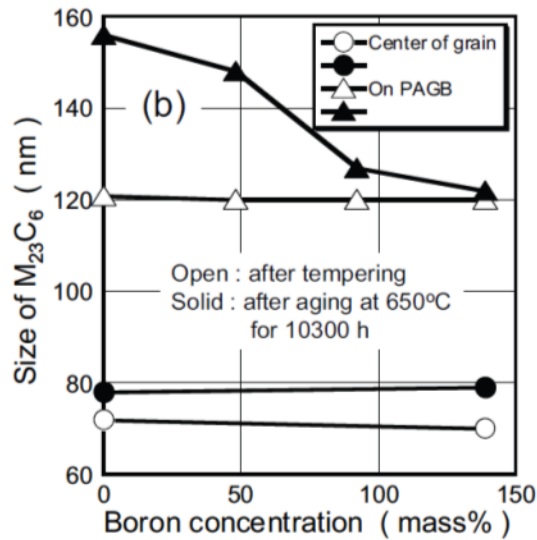 160
140
120
100
80
60
Size of M23C6 ( nm )
(b)
Center of grain
On PAGB
Open : after tempering
Solid : after aging at 650ºC
for 10300 h
0 50 100 150
Boron concentration ( mass% )